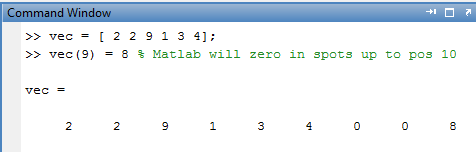 Command Window
>> vec = [ 2 2 9 1 3 4];
>> vec(9) = 8 % Matlab will zero in spots up to pos 10
vec =
2 2 9 1 3 4 0 0 8